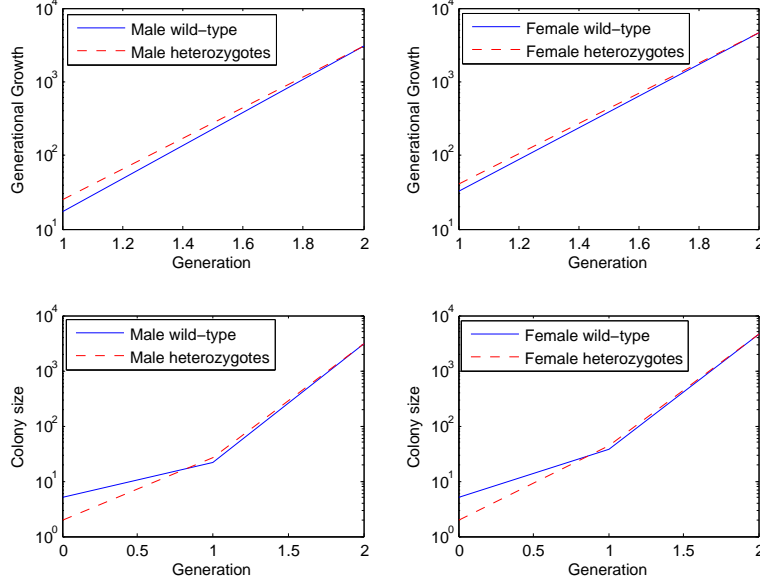 Male wild-type
Male heterozygotes
10^4
10^3
10^2
10^1
Generational Growth
1 1.2 1.4 1.6 1.8 2
Generation
Female wild-type
Female heterozygotes
10^4
10^3
10^2
10^1
Generational Growth
1 1.2 1.4 1.6 1.8 2
Generation
Male wild-type
Male heterozygotes
10^4
10^3
10^2
10^1
10^0
Colony size
0 0.5 1 1.5 2
Generation
Female wild-type
Female heterozygotes
10^4
10^3
10^2
10^1
10^0
Colony size
0 0.5 1 1.5 2
Generation